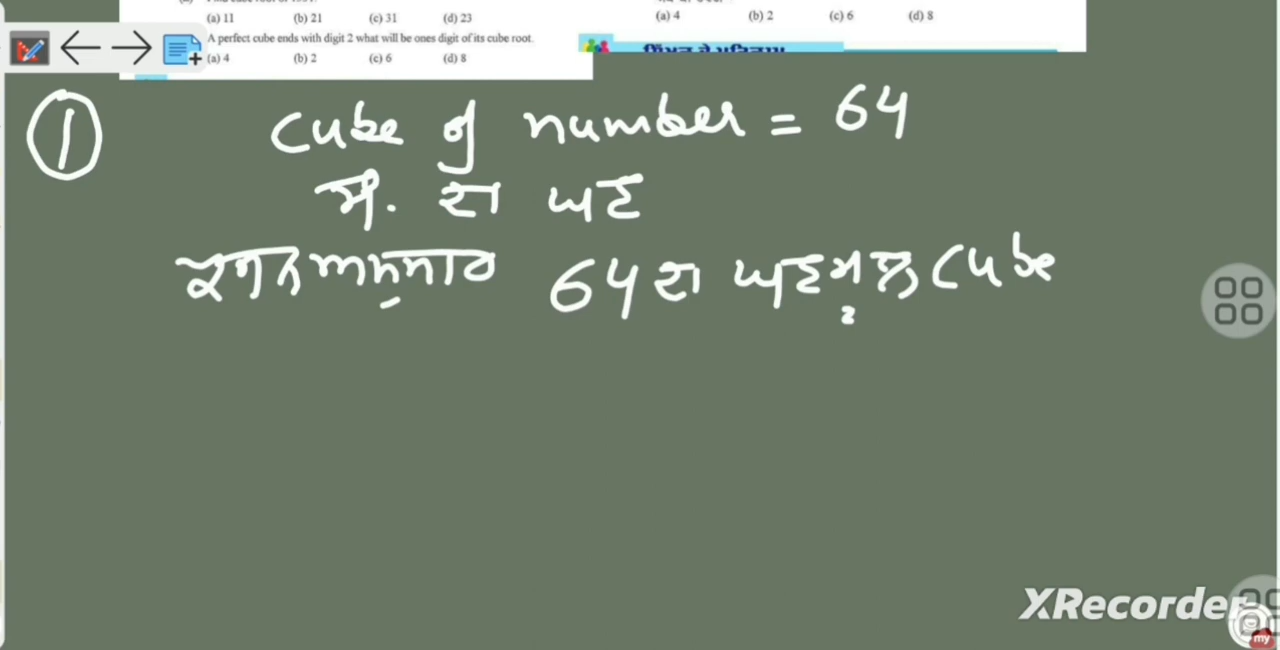 (a) 11 (b) 21 (c) 31 (d) 23
A perfect cube ends with digit 2 what will be ones digit of its cube root.
(a) 4 (b) 2 (c) 6 (d) 8
(a) 4 (b) 2 (c) 6 (d) 8
1 Cube of number = 64
ਸੰ. ਦਾ ਘਣ
64 ਦਾ ਘਣਮੂਲ Cube
XRecorder
my